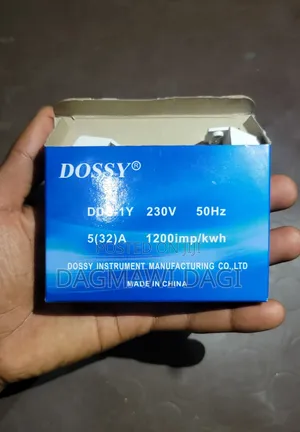 DOSSY®
230V 50Hz
5(32)A 1200imp/kwh
DOSSY INSTRUMENT MANUFACTURING CO.,LTD
DAGMAWI DAGI
MADE IN CHINA